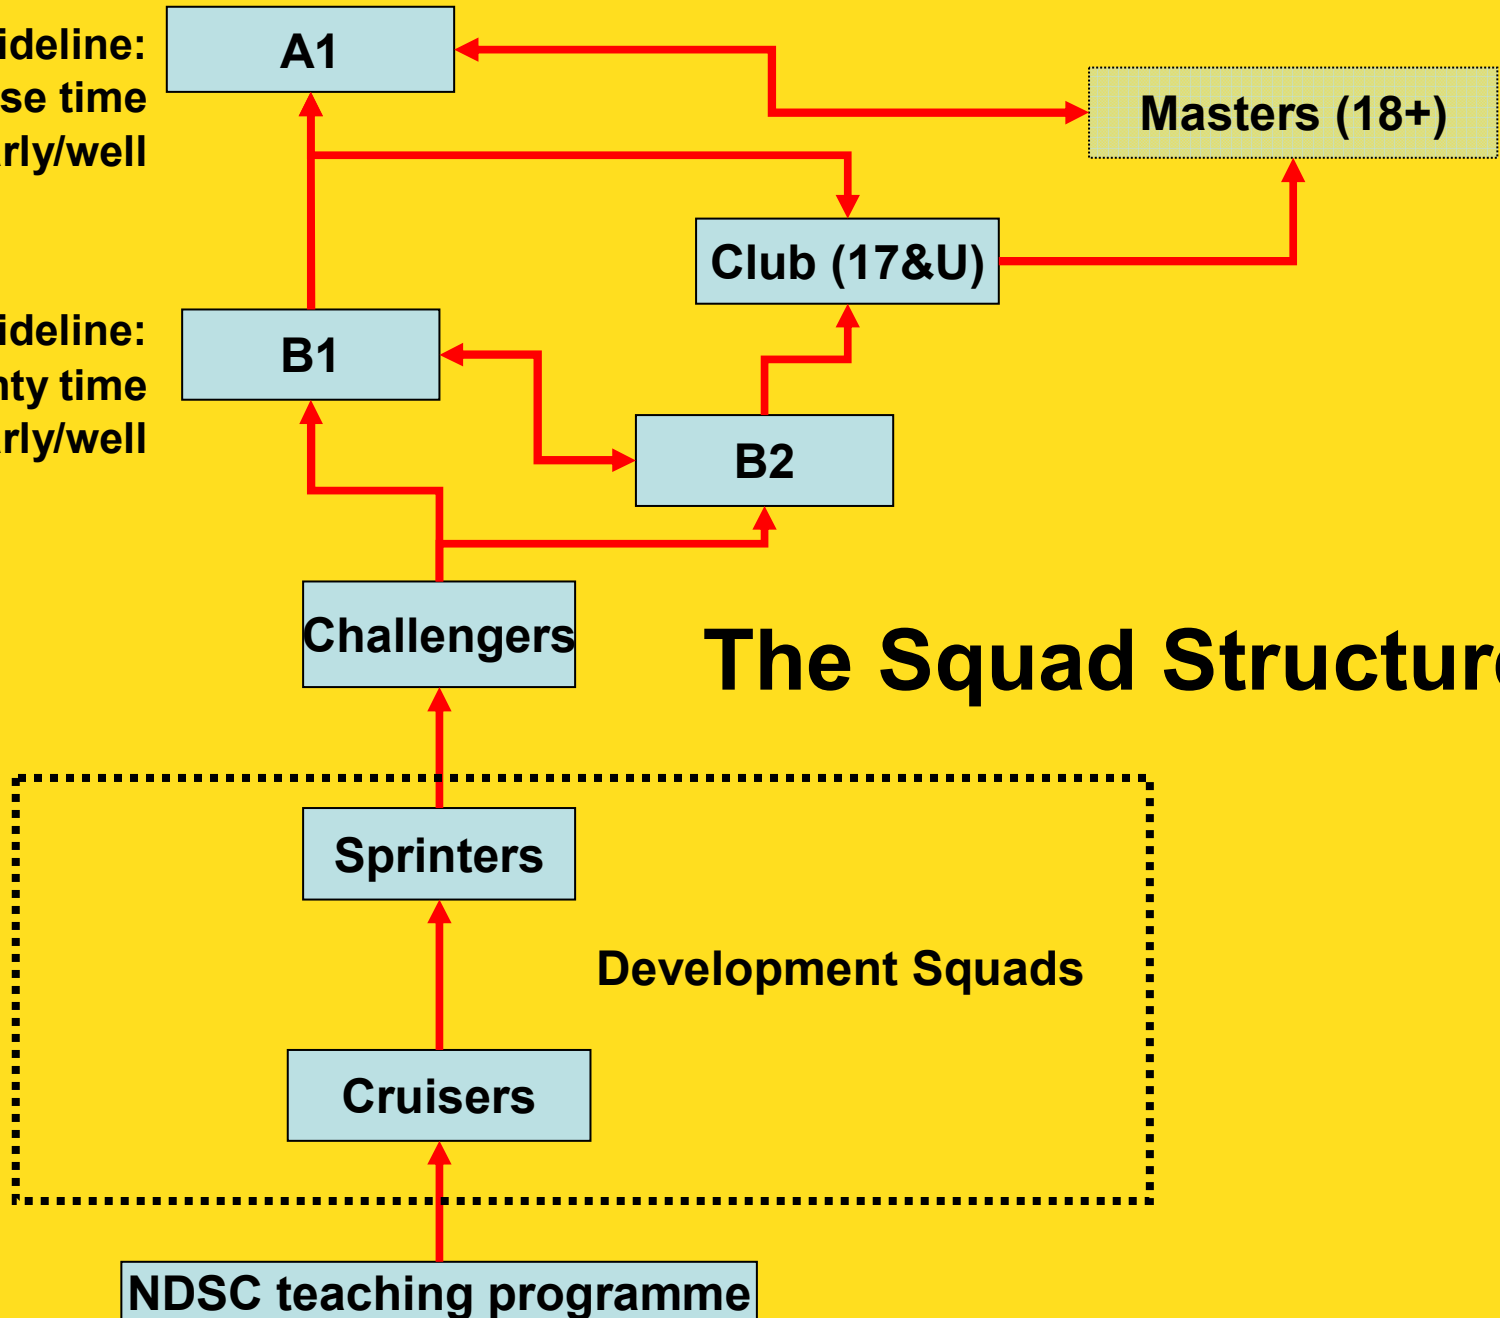 A1
ideline:
se time
rly/well
Masters (18+)
Club (17&U)
B1
ideline:
nty time
rly/well
B2
Challengers
The Squad Structure
Sprinters
Development Squads
Cruisers
NDSC teaching programme